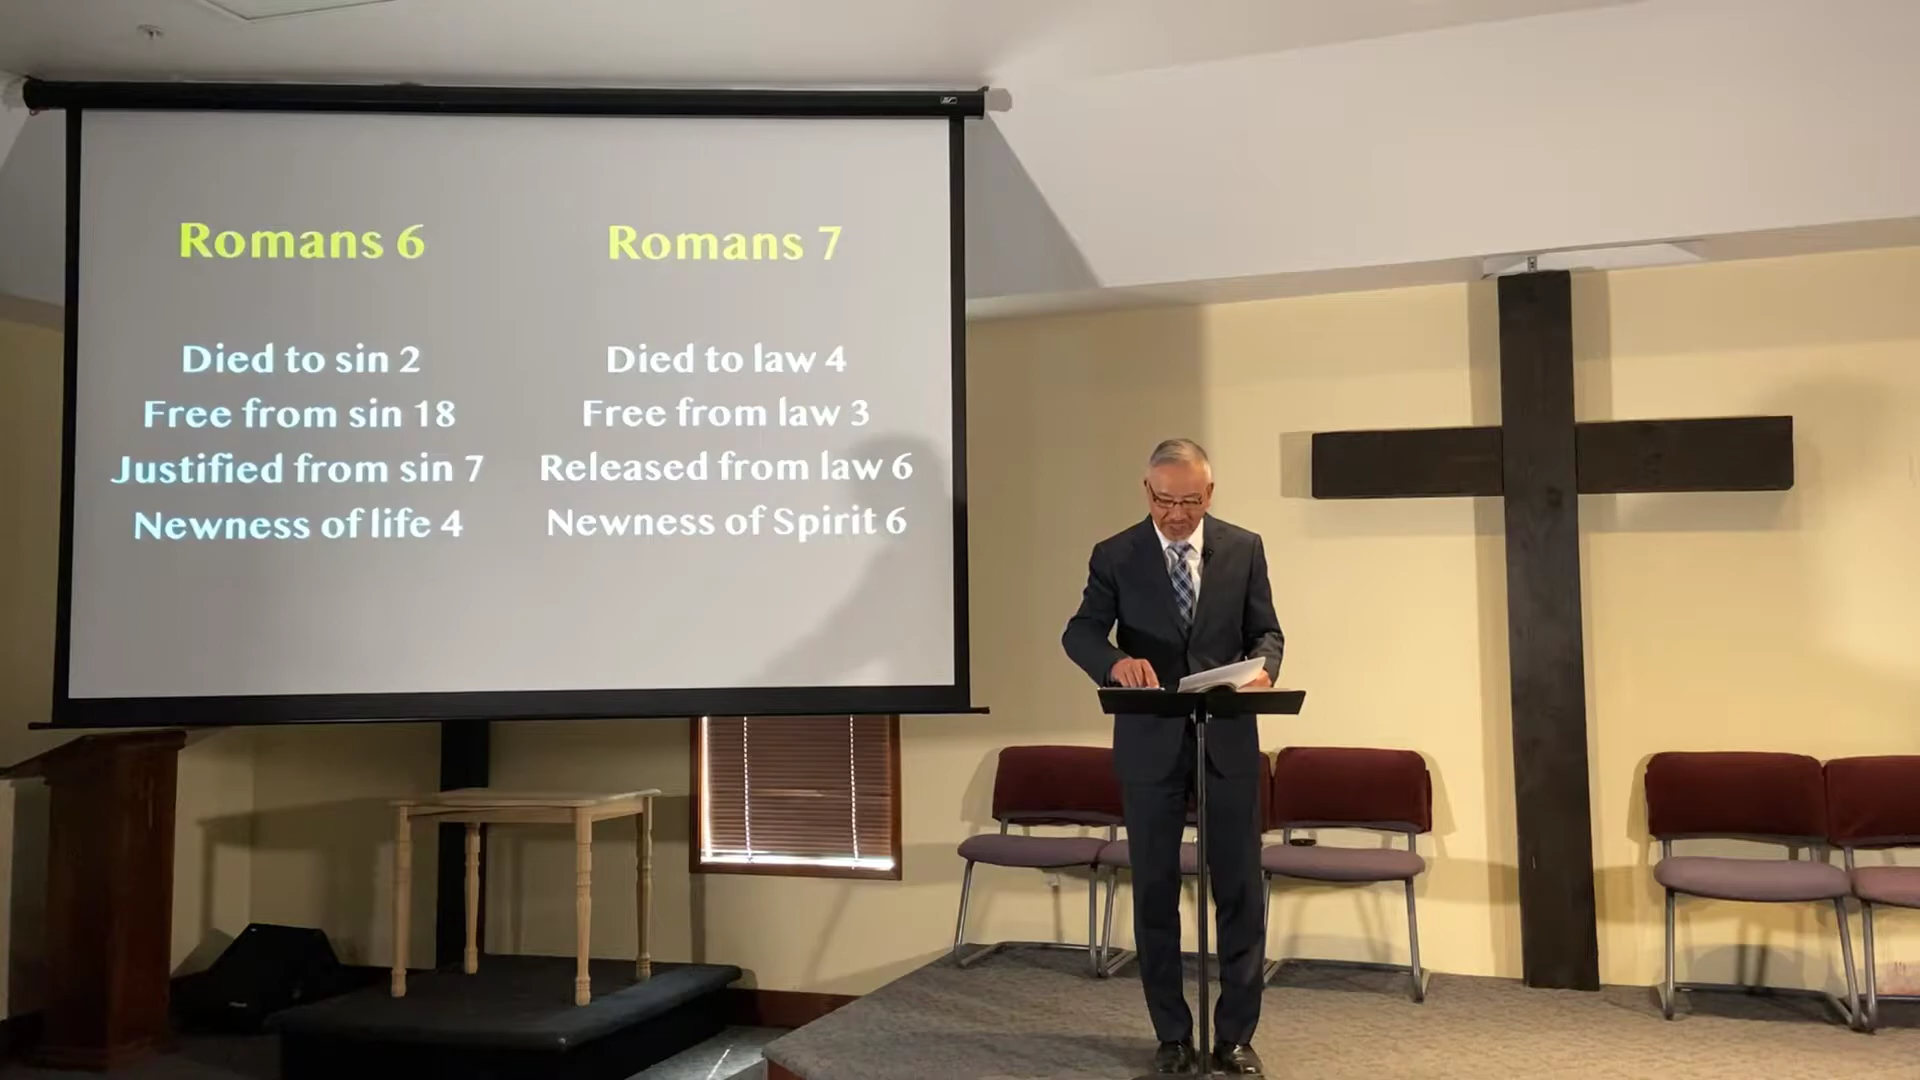 Romans 6
Died to sin 2
Free from sin 18
Justified from sin 7
Newness of life 4
Romans 7
Died to law 4
Free from law 3
Released from law 6
Newness of Spirit 6